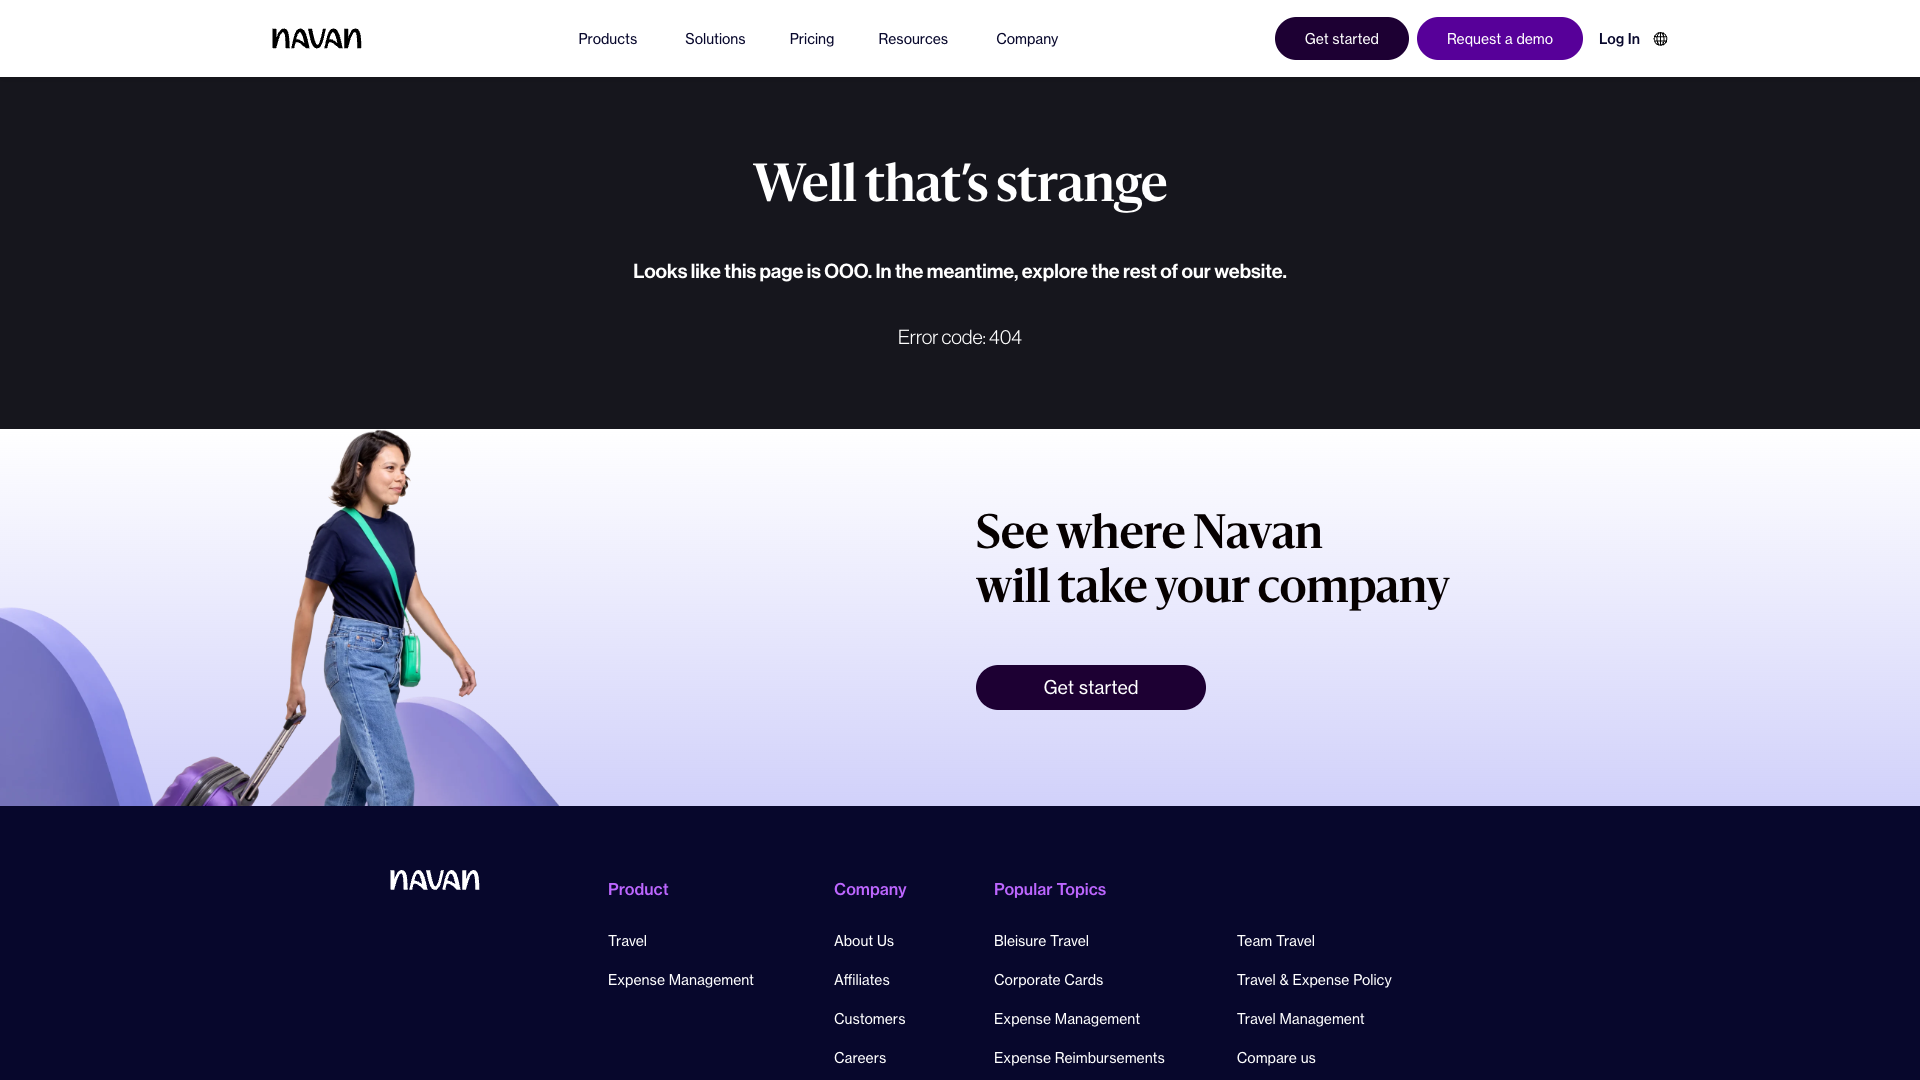 NAVAN
Products
Solutions
Pricing
Resources
Company
Get started
Request a demo
Log In
Well that's strange
Looks like this page is OOO. In the meantime, explore the rest of our website.
Error code: 404
See where Navan
will take your company
Get started
NAVAN
Product
Travel
Expense Management
Company
About Us
Affiliates
Customers
Careers
Popular Topics
Bleisure Travel
Corporate Cards
Expense Management
Expense Reimbursements
Team Travel
Travel & Expense Policy
Travel Management
Compare us